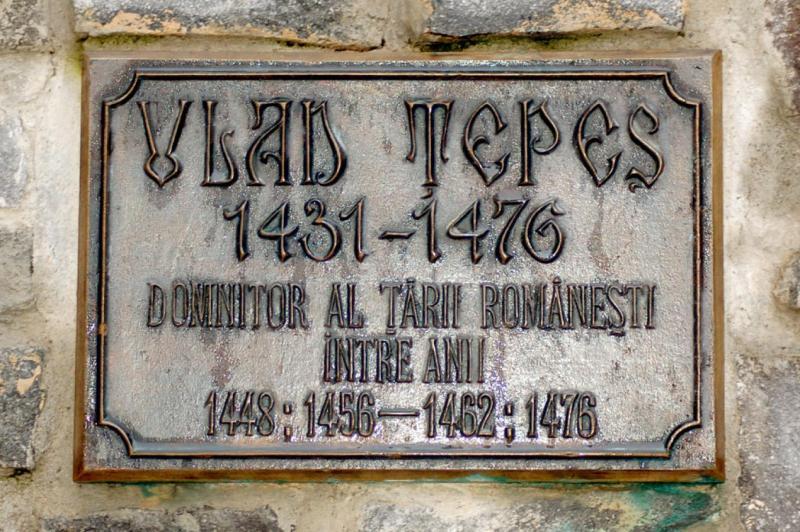 VLAD ȚEPEȘ
1431-1476
DOMNITOR AL ȚĂRII ROMÂNEȘTI
ÎNTRE ANII
1448; 1456—1462; 1476